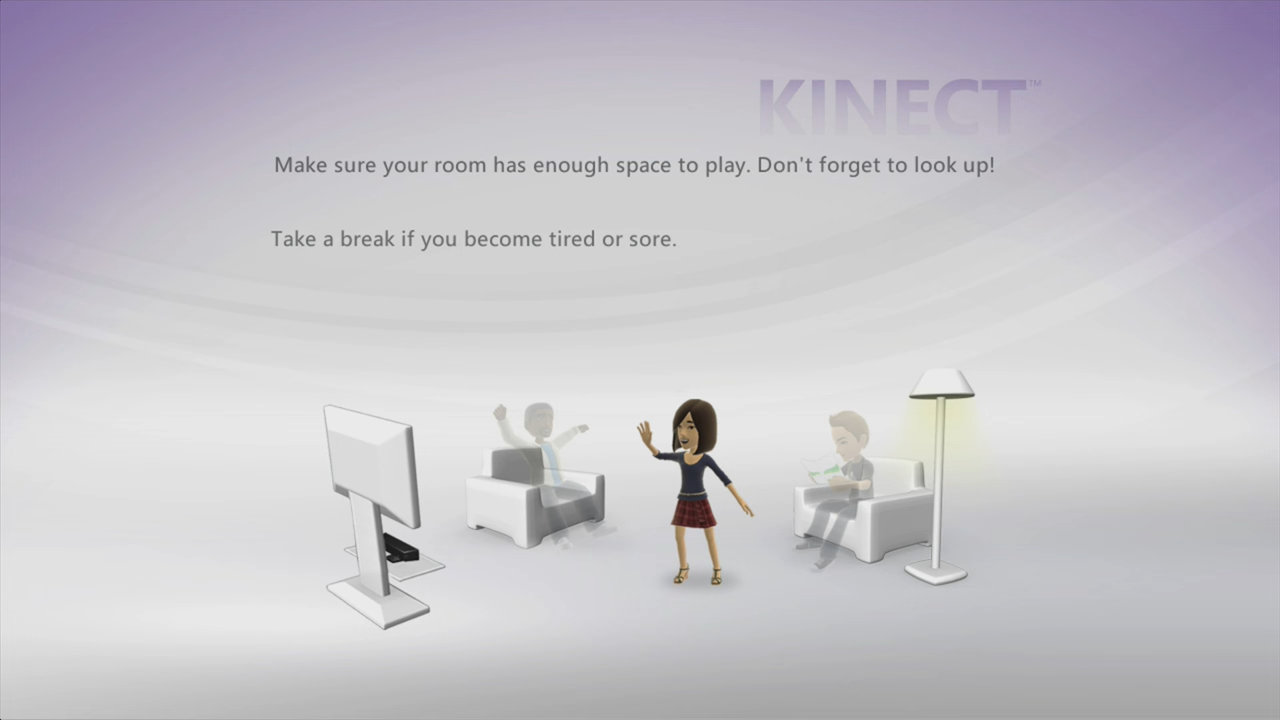 KINECT™
Make sure your room has enough space to play. Don't forget to look up!
Take a break if you become tired or sore.